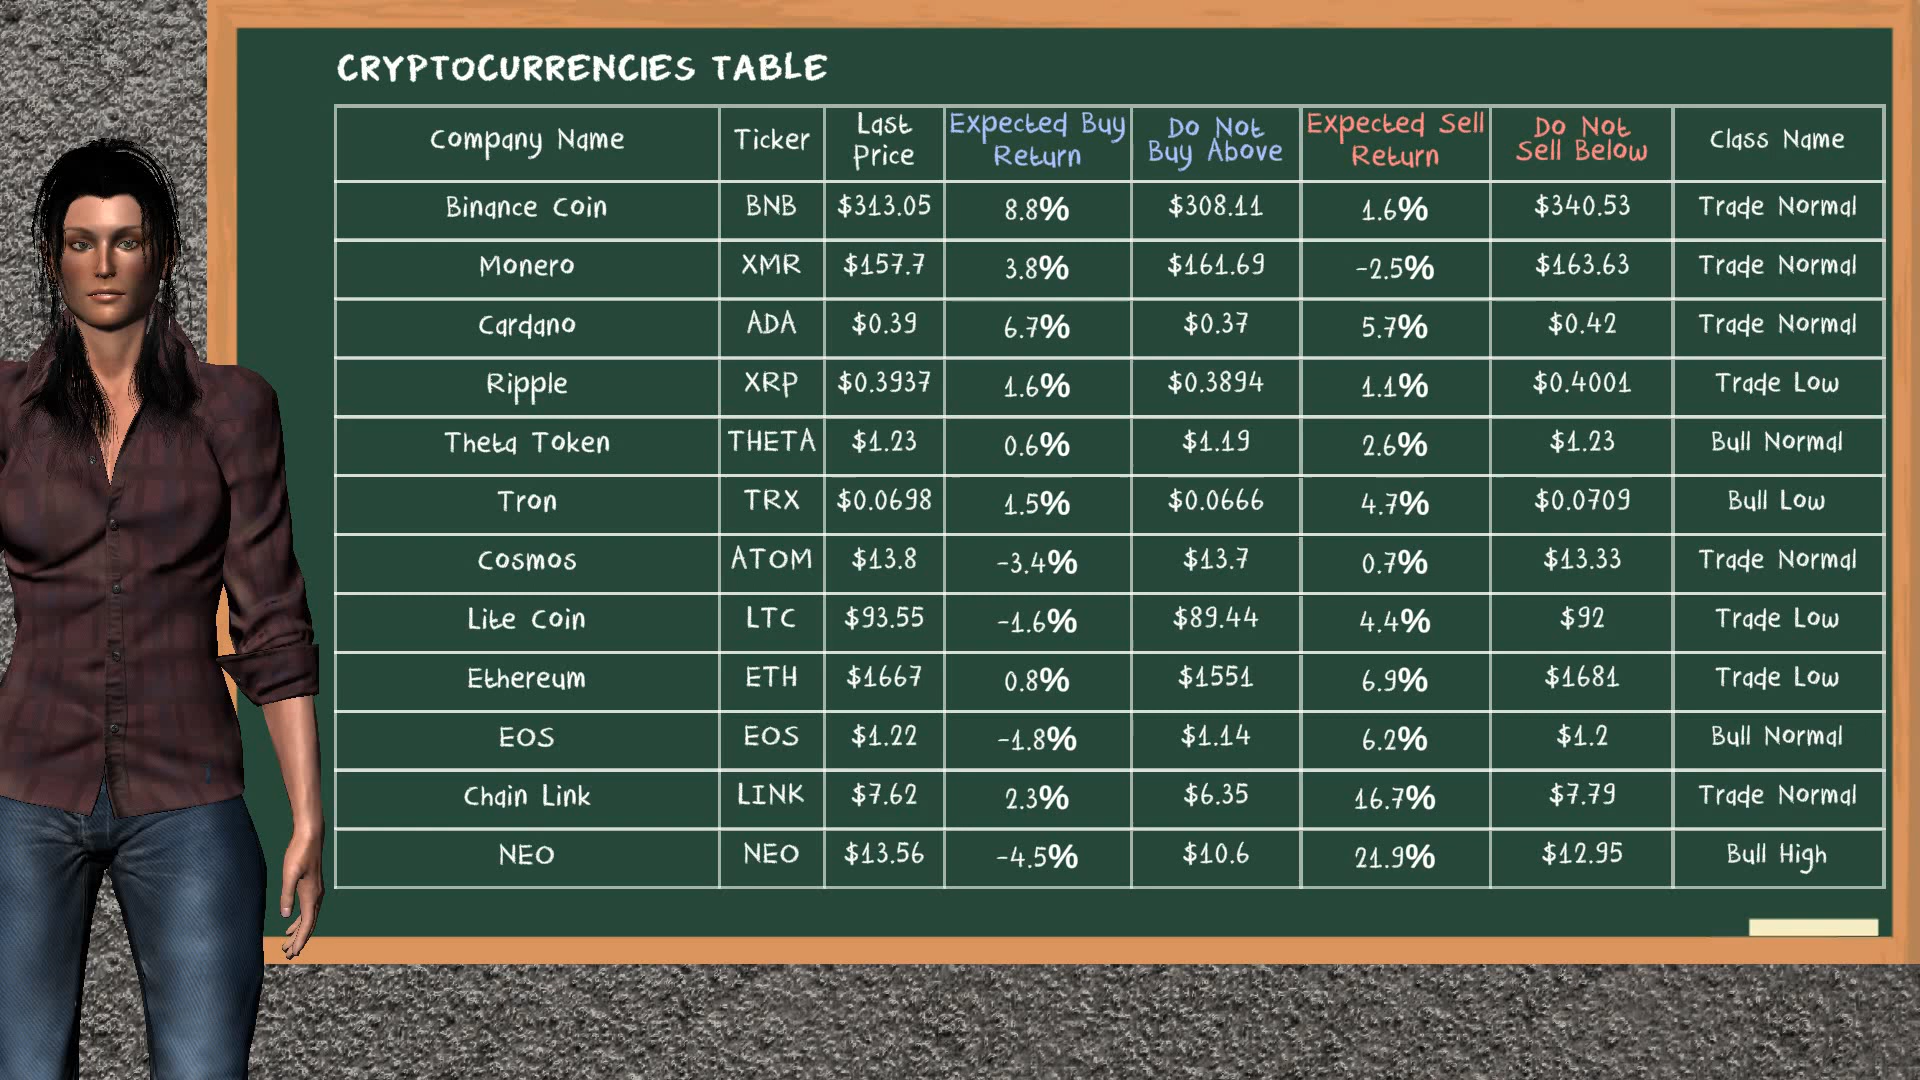 CRYPTOCURRENCIES TABLE
Company Name Ticker Last Price Expected Buy Return Do Not Buy Above Expected Sell Return Do Not Sell Below Class Name
Binance Coin BNB $313.05 8.8% $308.11 1.6% $340.53 Trade Normal
Monero XMR $157.7 3.8% $161.69 -2.5% $163.63 Trade Normal
Cardano ADA $0.39 6.7% $0.37 5.7% $0.42 Trade Normal
Ripple XRP $0.3937 1.6% $0.3894 1.1% $0.4001 Trade Low
Theta Token THETA $1.23 0.6% $1.19 2.6% $1.23 Bull Normal
Tron TRX $0.0698 1.5% $0.0666 4.7% $0.0709 Bull Low
Cosmos ATOM $13.8 -3.4% $13.7 0.7% $13.33 Trade Normal
Lite Coin LTC $93.55 -1.6% $89.44 4.4% $92 Trade Low
Ethereum ETH $1667 0.8% $1551 6.9% $1681 Trade Low
EOS EOS $1.22 -1.8% $1.14 6.2% $1.2 Bull Normal
Chain Link LINK $7.62 2.3% $6.35 16.7% $7.79 Trade Normal
NEO NEO $13.56 -4.5% $10.6 21.9% $12.95 Bull High